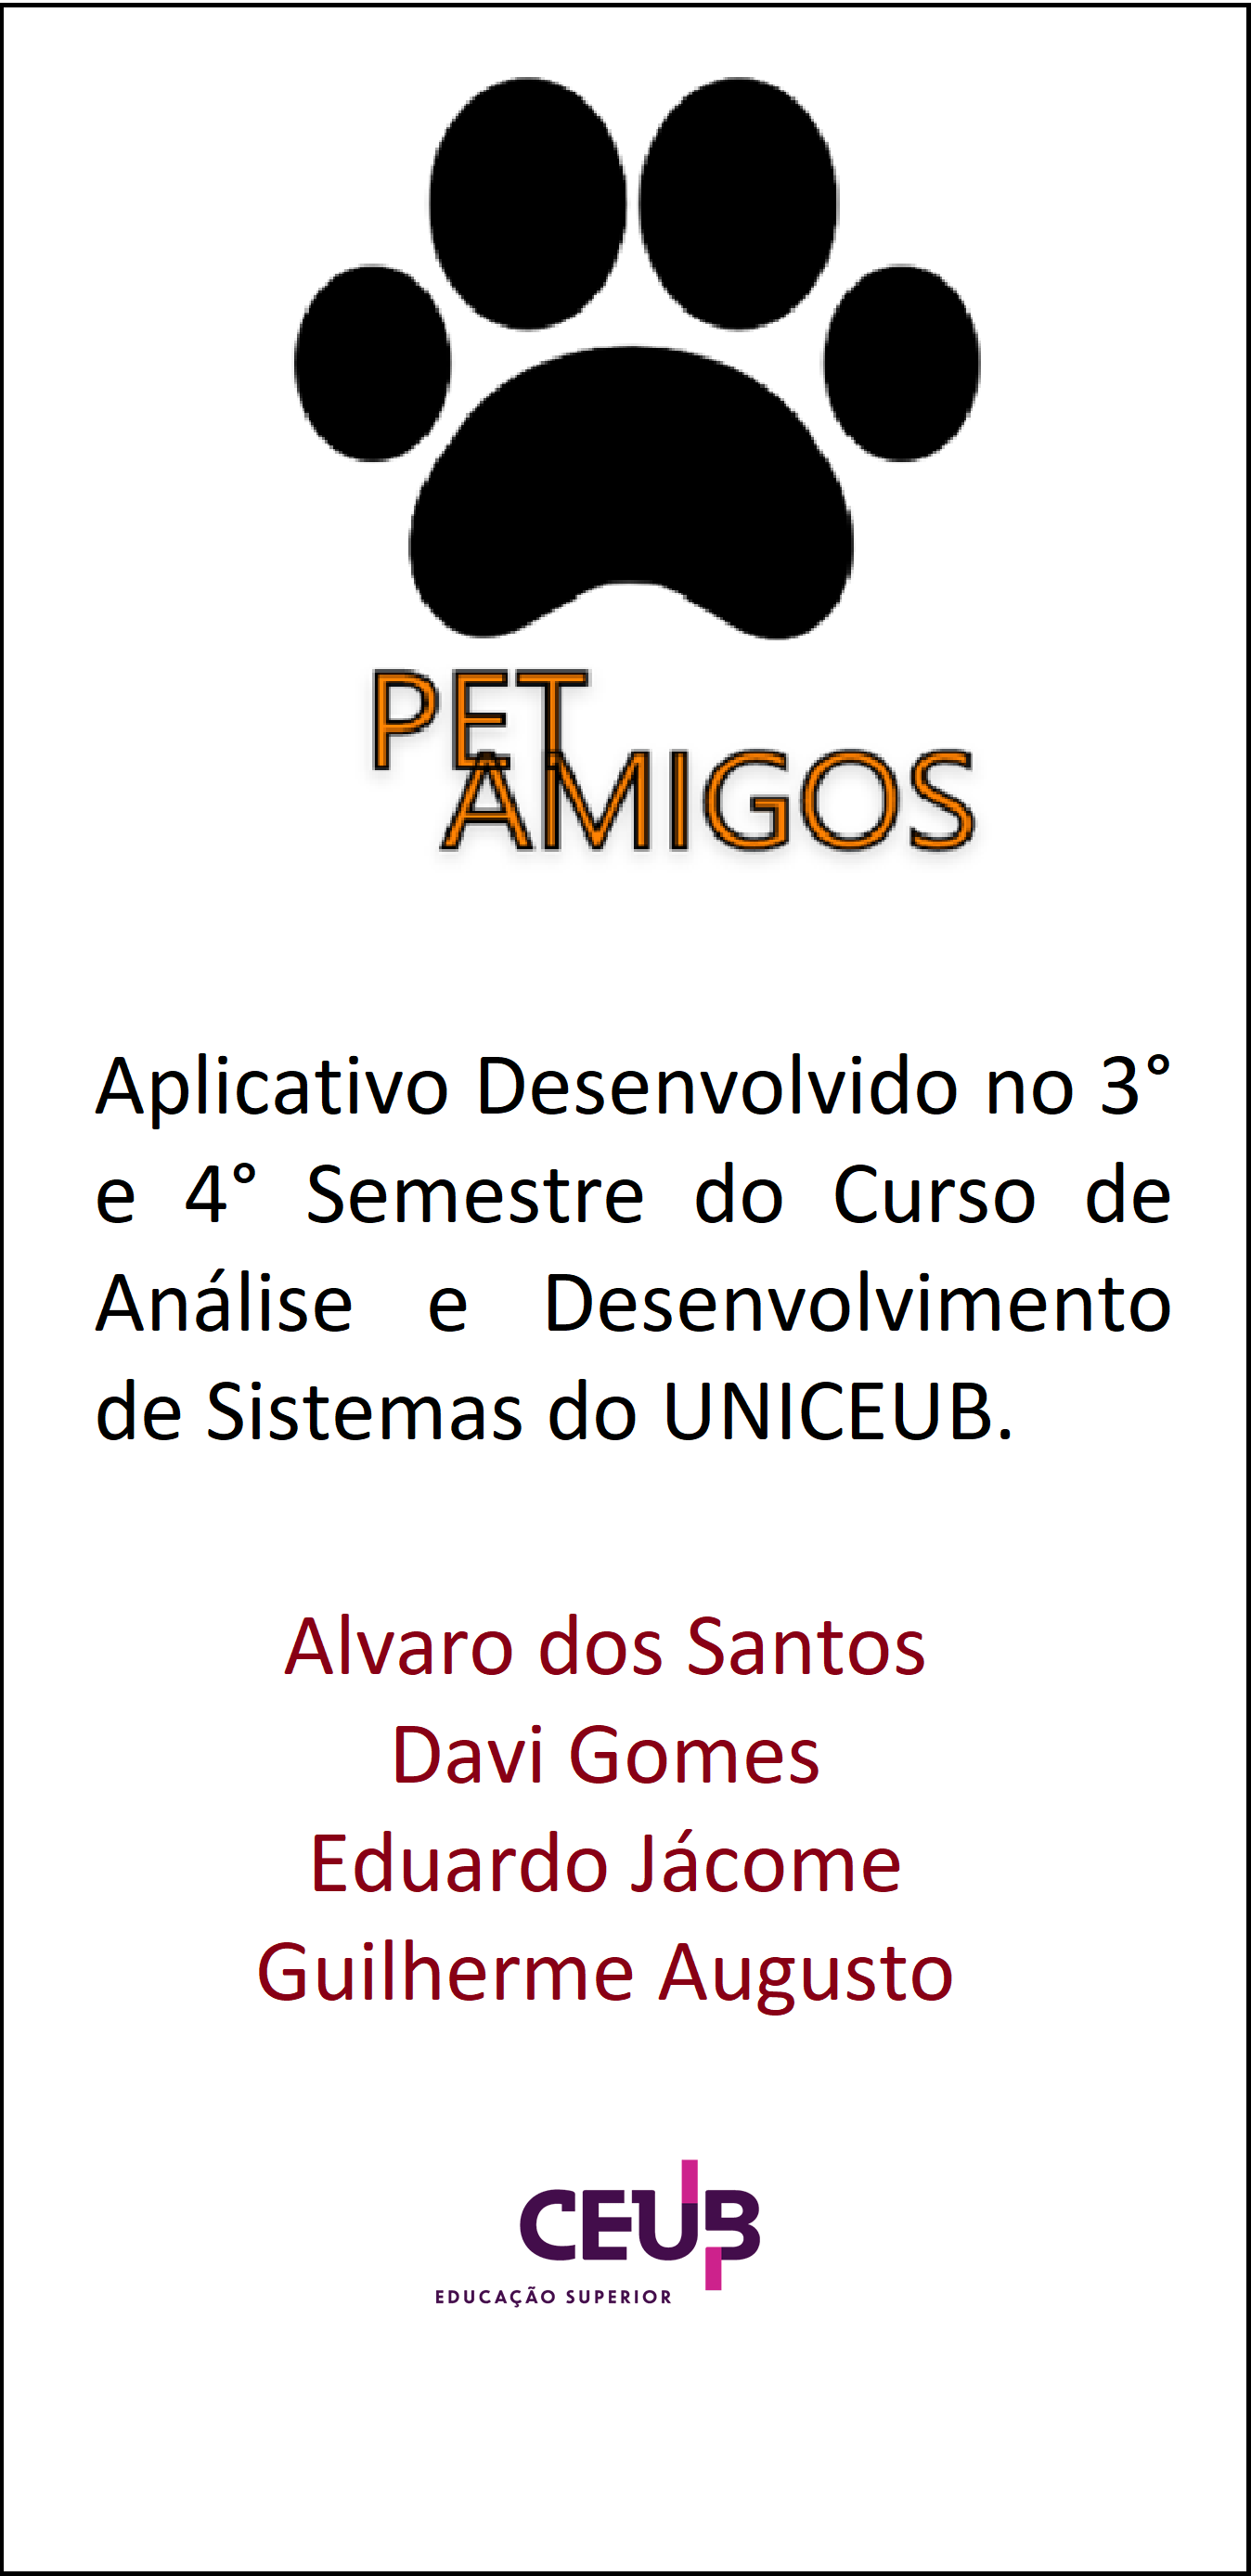 PET
AMIGOS
Aplicativo Desenvolvido no 3°
e 4° Semestre do Curso de
Análise e Desenvolvimento
de Sistemas do UNICEUB.
Alvaro dos Santos
Davi Gomes
Eduardo Jácome
Guilherme Augusto
CEUB
EDUCAÇÃO SUPERIOR